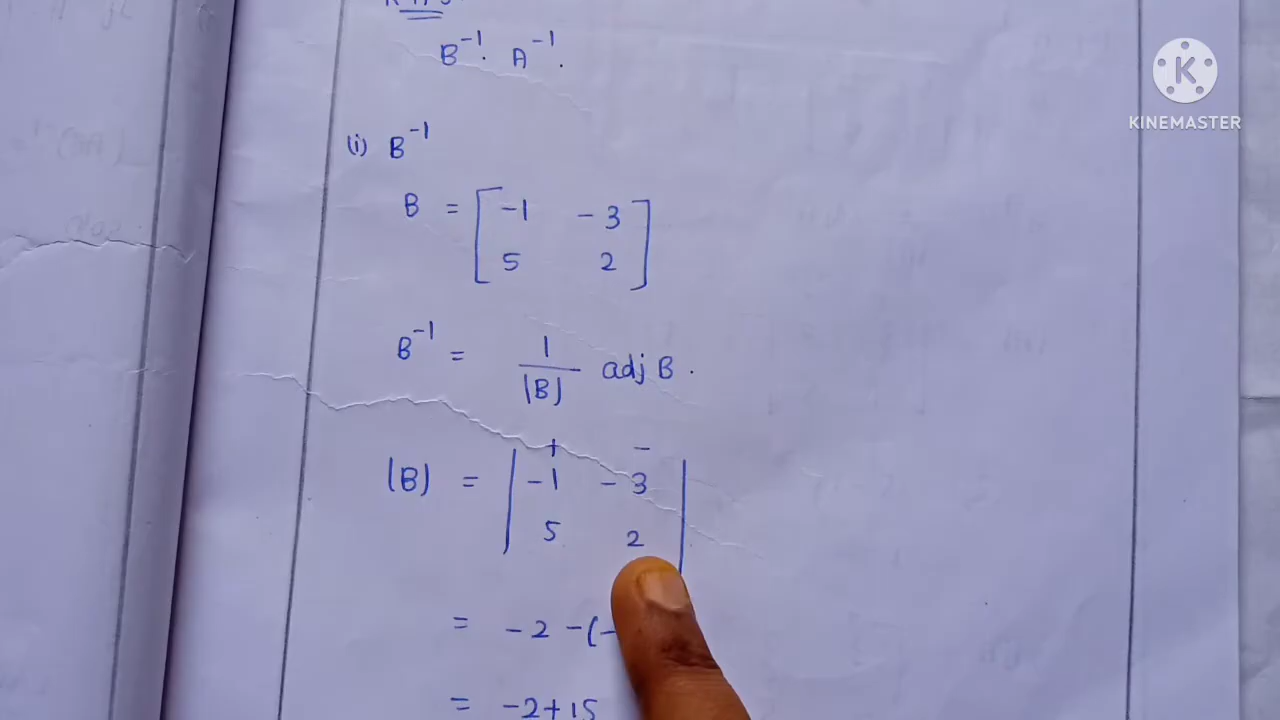 B⁻¹. A⁻¹.
KINEMASTER
(i) B⁻¹
B = [ -1 -3
5 2 ]
B⁻¹ = 1/|B| adj B.
+ -
|B| = | -1 -3 |
| 5 2 |
= -2 -(-
= -2+15